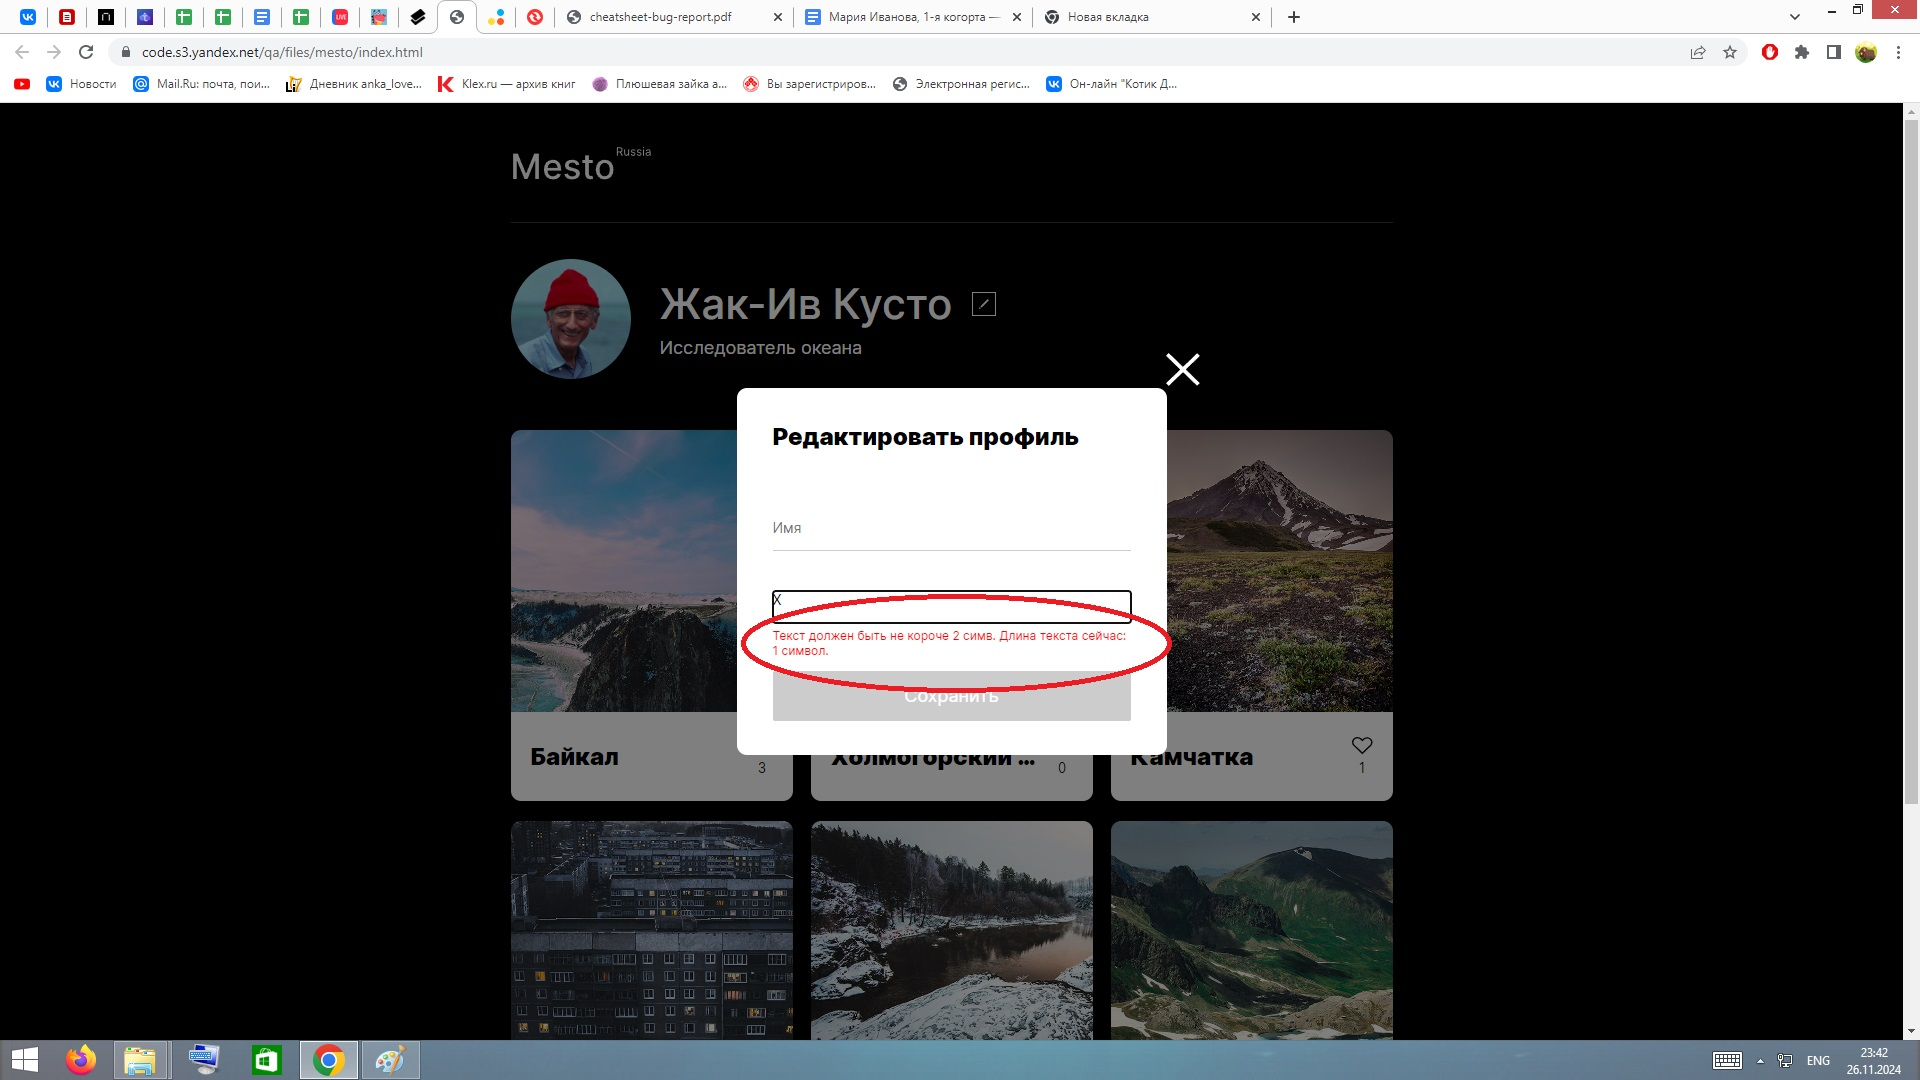 cheatsheet-bug-report.pdf
Мария Иванова, 1-я когорта —
Новая вкладка
code.s3.yandex.net/qa/files/mesto/index.html
Новости
Mail.Ru: почта, пои...
Дневник anka_love...
Klex.ru — архив книг
Плюшевая зайка а...
Вы зарегистриров...
Электронная регис...
Он-лайн "Котик Д...
Mesto Russia
Жак-Ив Кусто
Исследователь океана
Редактировать профиль
Имя
X
Текст должен быть не короче 2 симв. Длина текста сейчас:
1 символ.
Сохранить
Байкал
3
Холмогорский ...
0
Камчатка
1
ENG
23:42
26.11.2024